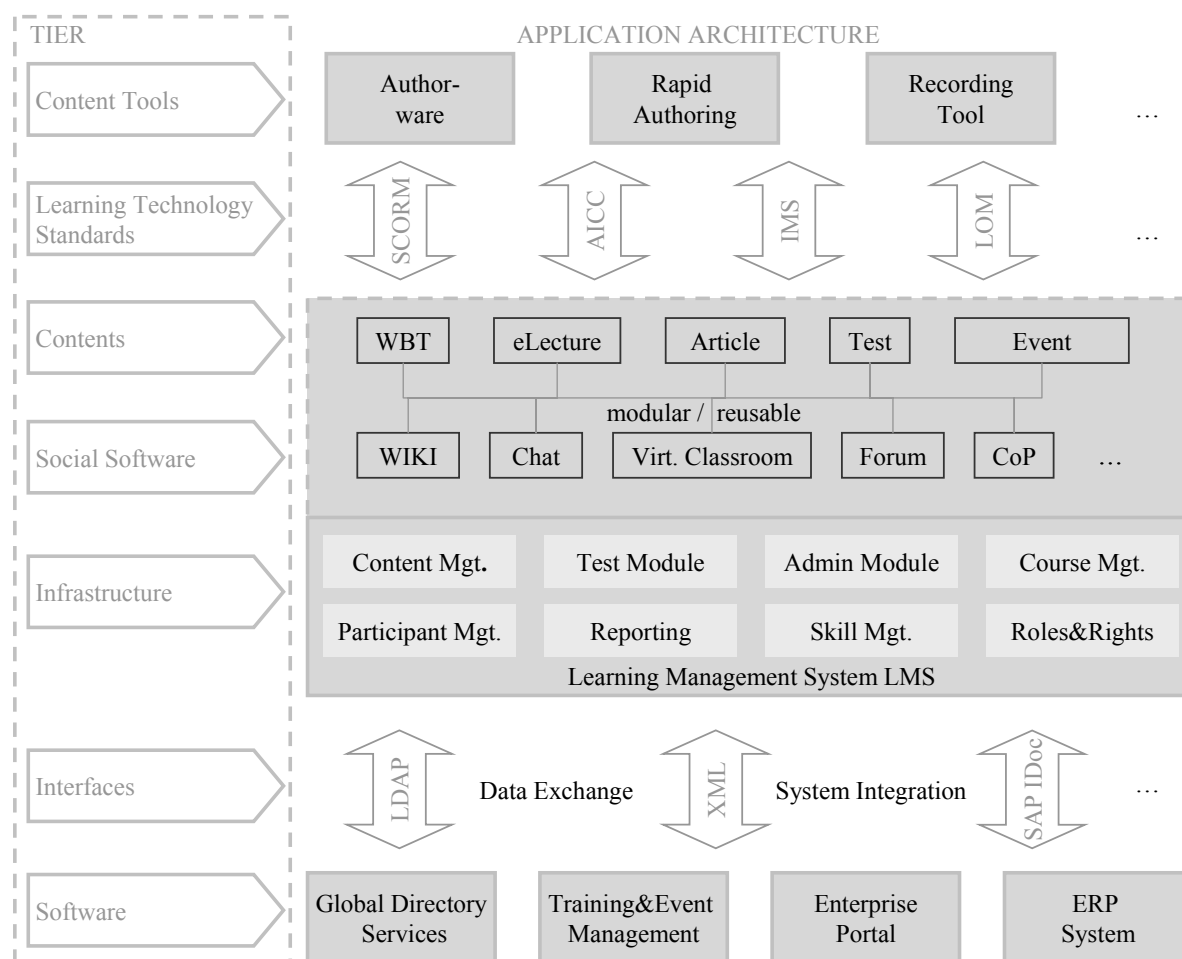 TIER
APPLICATION ARCHITECTURE
Content Tools
Author-
ware
Rapid
Authoring
Recording
Tool
...
Learning Technology
Standards
SCORM
AICC
IMS
LOM
...
Contents
WBT
eLecture
Article
Test
Event
modular / reusable
Social Software
WIKI
Chat
Virt. Classroom
Forum
CoP
...
Infrastructure
Content Mgt.
Test Module
Admin Module
Course Mgt.
Participant Mgt.
Reporting
Skill Mgt.
Roles&Rights
Learning Management System LMS
Interfaces
LDAP
Data Exchange
XML
System Integration
SAP IDoc
...
Software
Global Directory
Services
Training&Event
Management
Enterprise
Portal
ERP
System